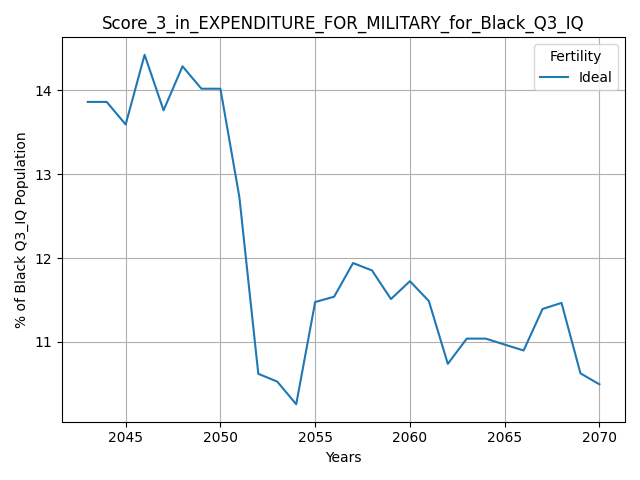 Score_3_in_EXPENDITURE_FOR_MILITARY_for_Black_Q3_IQ
Fertility
Ideal
14
13
12
11
% of Black Q3_IQ Population
2045 2050 2055 2060 2065 2070
Years